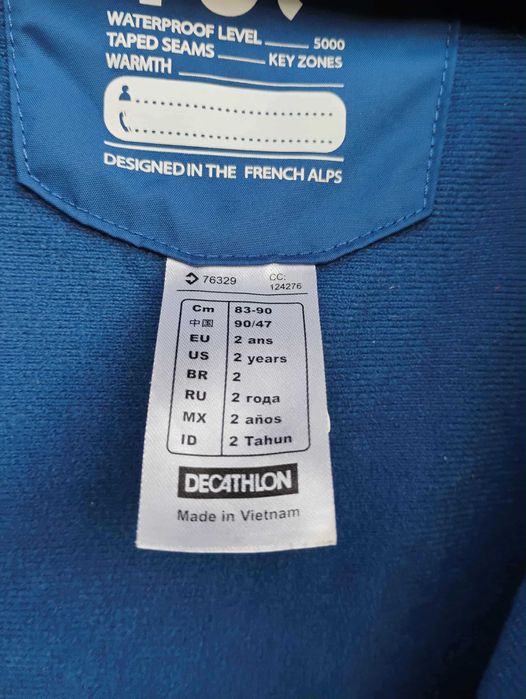 WATERPROOF LEVEL 5000
TAPED SEAMS KEY ZONES
WARMTH
DESIGNED IN THE FRENCH ALPS
76329 CC: 124276
Cm 83-90
中国 90/47
EU 2 ans
US 2 years
BR 2
RU 2 года
MX 2 años
ID 2 Tahun
DECATHLON
Made in Vietnam